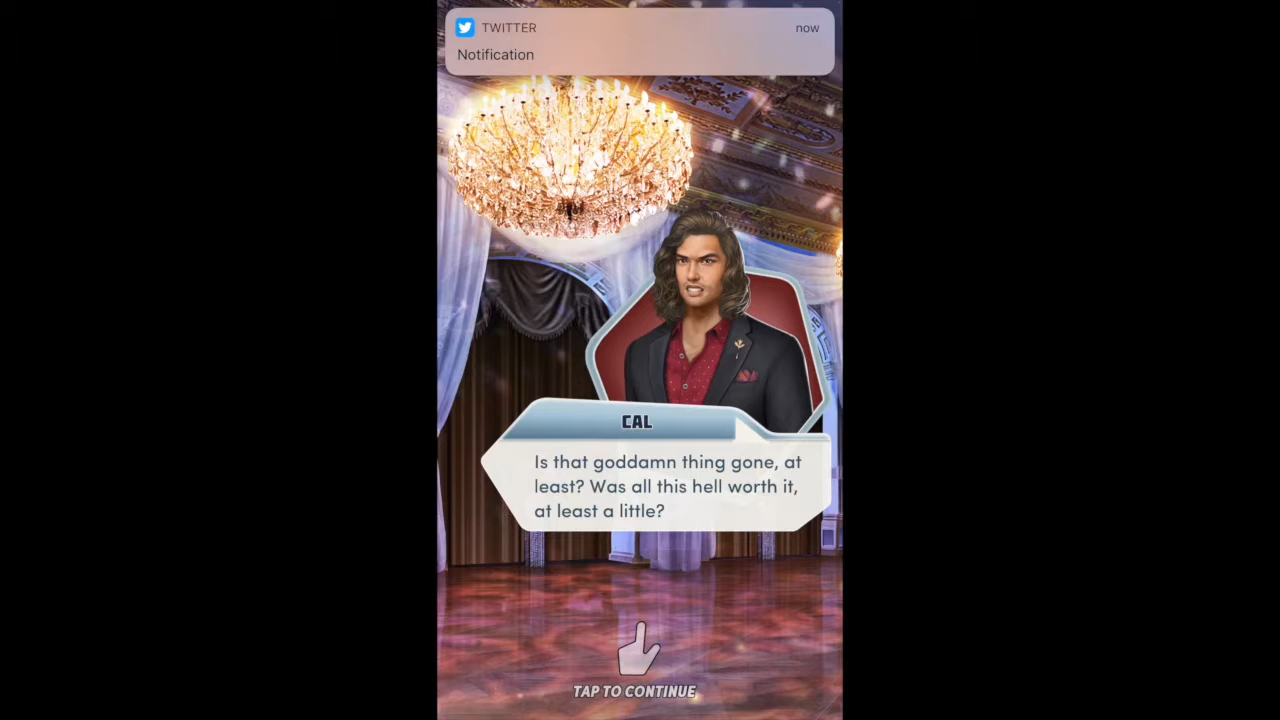 TWITTER
now
Notification
CAL
Is that goddamn thing gone, at
least? Was all this hell worth it,
at least a little?
TAP TO CONTINUE